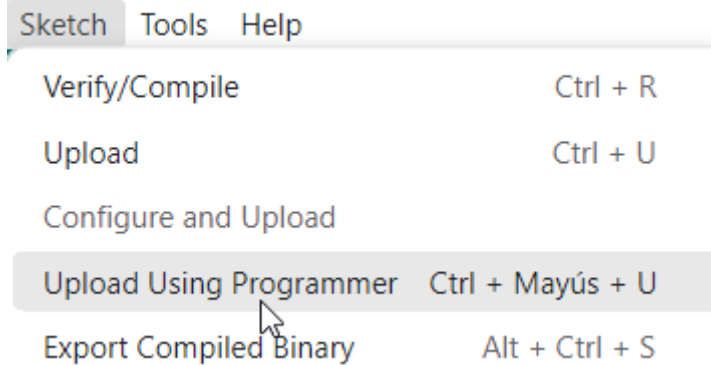 Sketch Tools Help
Verify/Compile Ctrl + R
Upload Ctrl + U
Configure and Upload
Upload Using Programmer Ctrl + Mayús + U
Export Compiled Binary Alt + Ctrl + S